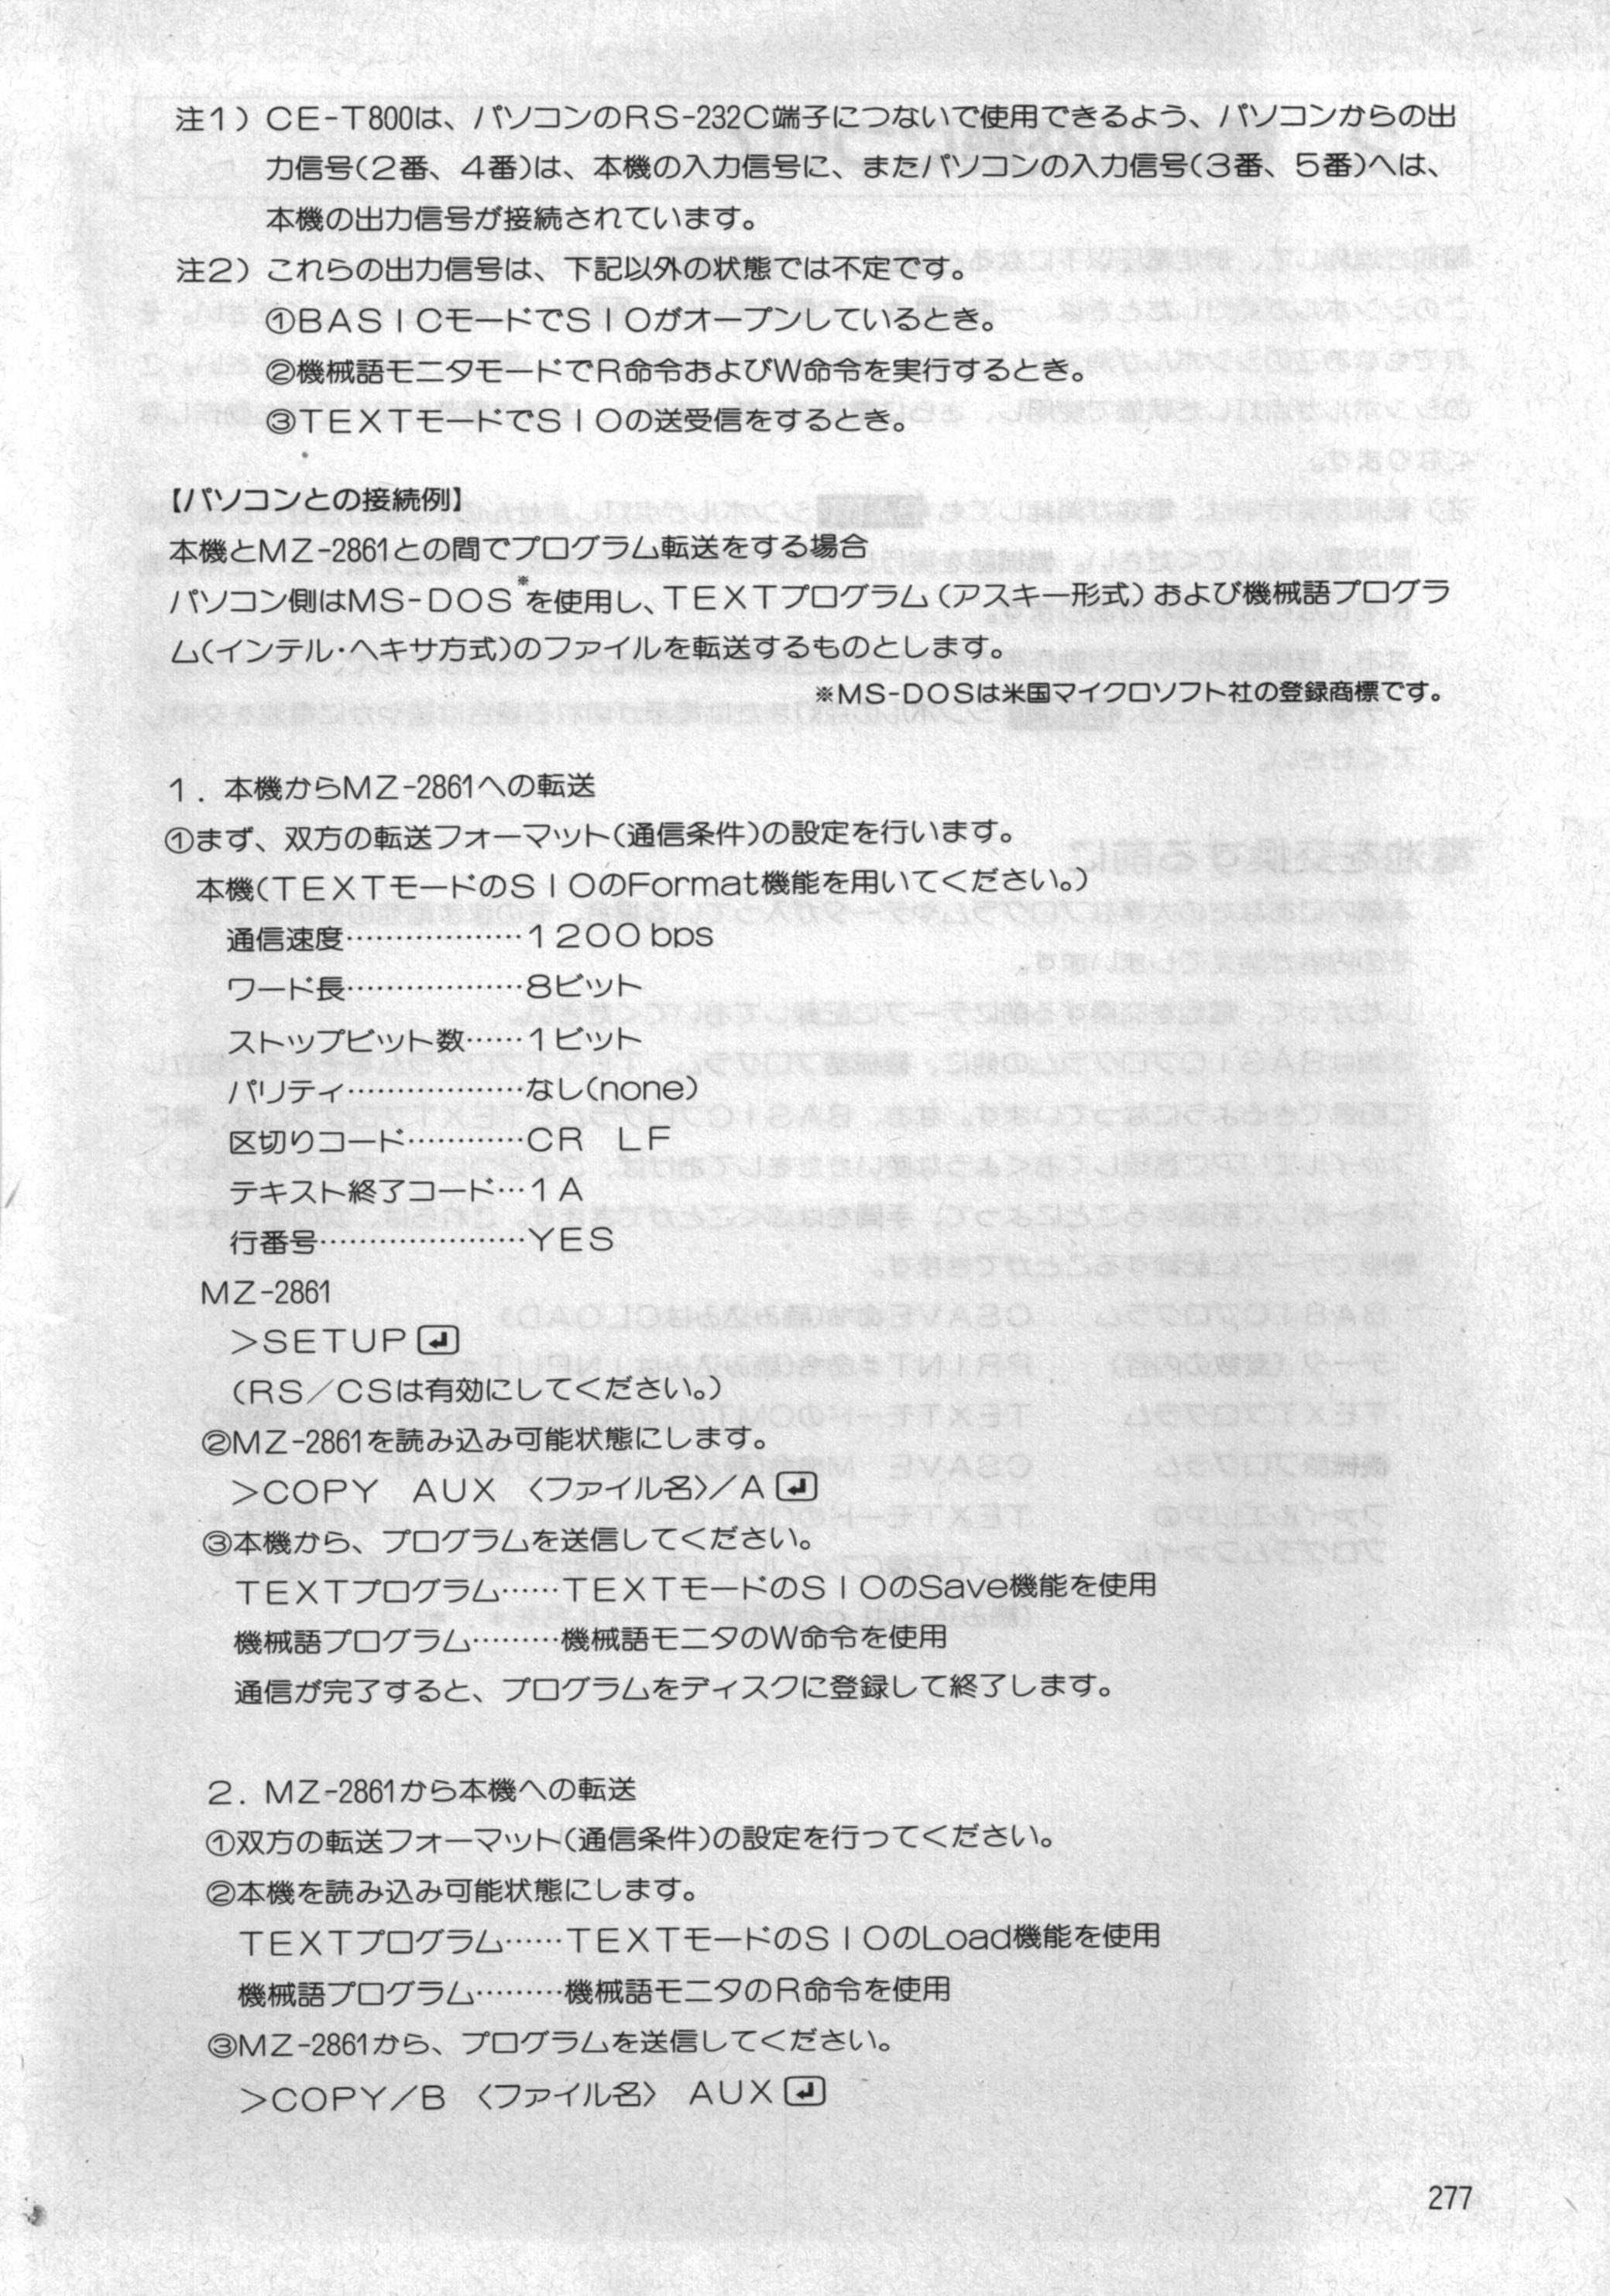 注1）CE-T800は、パソコンのRS-232C端子につないで使用できるよう、パソコンからの出
力信号(2番、4番)は、本機の入力信号に、またパソコンの入力信号(3番、5番)へは、
本機の出力信号が接続されています。
注2）これらの出力信号は、下記以外の状態では不定です。
①BASICモードでSIOがオープンしているとき。
②機械語モニタモードでR命令およびW命令を実行するとき。
③TEXTモードでSIOの送受信をするとき。
【パソコンとの接続例】
本機とMZ-2861との間でプログラム転送をする場合
パソコン側はMS-DOS※を使用し、TEXTプログラム（アスキー形式）および機械語プログラ
ム(インテル・ヘキサ方式)のファイルを転送するものとします。
※MS-DOSは米国マイクロソフト社の登録商標です。
1．本機からMZ-2861への転送
①まず、双方の転送フォーマット(通信条件)の設定を行います。
本機(TEXTモードのSIOのFormat機能を用いてください。)
通信速度………………1200bps
ワード長………………8ビット
ストップビット数……1ビット
パリティ………………なし(none)
区切りコード…………CR LF
テキスト終了コード…1A
行番号…………………YES
MZ-2861
>SETUP↵
(RS／CSは有効にしてください。)
②MZ-2861を読み込み可能状態にします。
>COPY AUX 〈ファイル名〉／A↵
③本機から、プログラムを送信してください。
TEXTプログラム……TEXTモードのSIOのSave機能を使用
機械語プログラム………機械語モニタのW命令を使用
通信が完了すると、プログラムをディスクに登録して終了します。
2．MZ-2861から本機への転送
①双方の転送フォーマット(通信条件)の設定を行ってください。
②本機を読み込み可能状態にします。
TEXTプログラム……TEXTモードのSIOのLoad機能を使用
機械語プログラム………機械語モニタのR命令を使用
③MZ-2861から、プログラムを送信してください。
>COPY／B 〈ファイル名〉 AUX↵
277